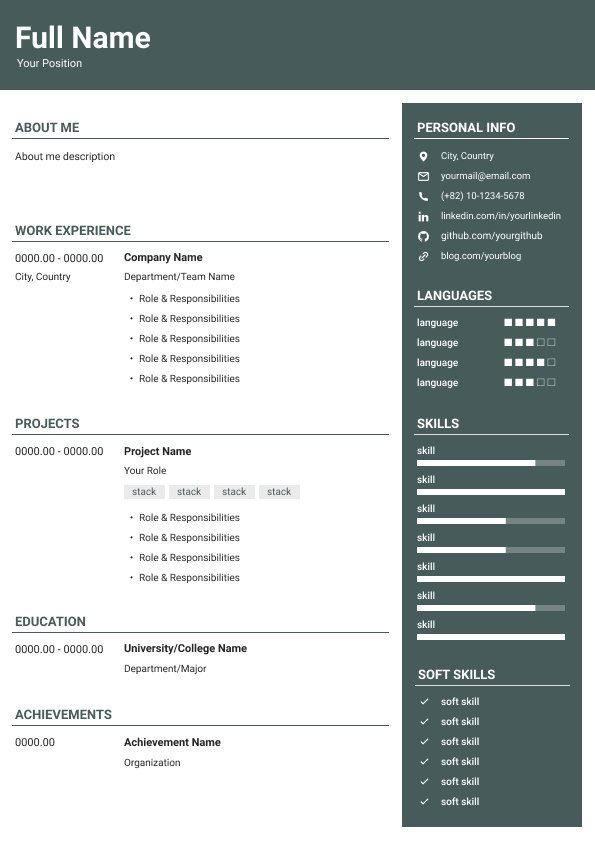 Full Name
Your Position
ABOUT ME
About me description
WORK EXPERIENCE
0000.00 - 0000.00
City, Country
Company Name
Department/Team Name
• Role & Responsibilities
• Role & Responsibilities
• Role & Responsibilities
• Role & Responsibilities
• Role & Responsibilities
PROJECTS
0000.00 - 0000.00
Project Name
Your Role
stack stack stack stack
• Role & Responsibilities
• Role & Responsibilities
• Role & Responsibilities
• Role & Responsibilities
EDUCATION
0000.00 - 0000.00
University/College Name
Department/Major
ACHIEVEMENTS
0000.00
Achievement Name
Organization
PERSONAL INFO
City, Country
yourmail@email.com
(+82) 10-1234-5678
linkedin.com/in/yourlinkedin
github.com/yourgithub
blog.com/yourblog
LANGUAGES
language
language
language
language
SKILLS
skill
skill
skill
skill
skill
skill
skill
SOFT SKILLS
soft skill
soft skill
soft skill
soft skill
soft skill
soft skill